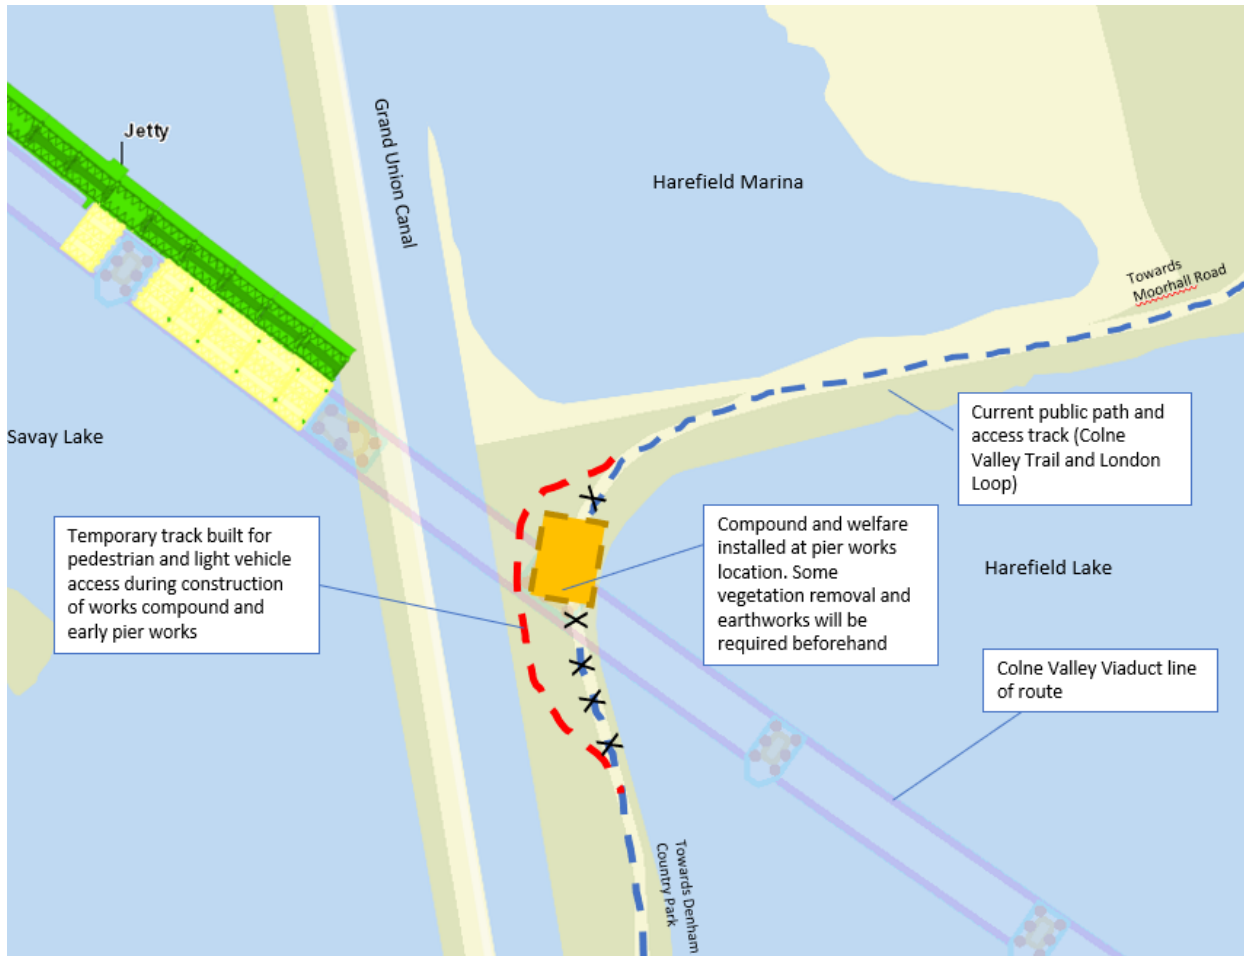 Jetty
Grand Union Canal
Harefield Marina
Towards
Moorhall Road
Savay Lake
Current public path and
access track (Colne
Valley Trail and London
Loop)
Temporary track built for
pedestrian and light vehicle
access during construction
of works compound and
early pier works
Compound and welfare
installed at pier works
location. Some
vegetation removal and
earthworks will be
required beforehand
Harefield Lake
Colne Valley Viaduct line
of route
Towards Denham
Country Park